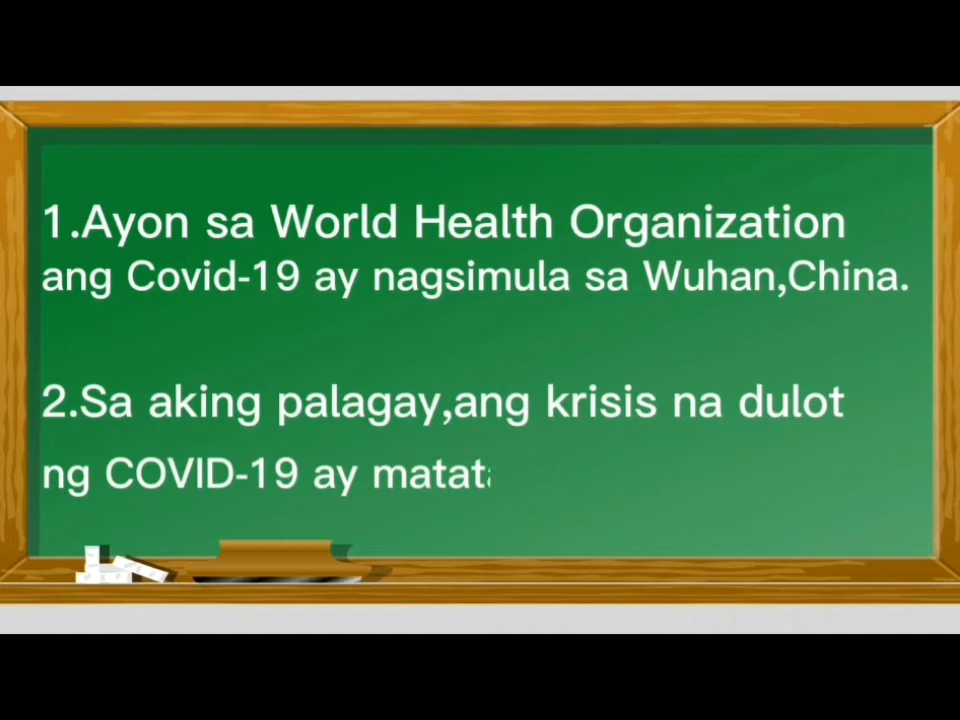 1.Ayon sa World Health Organization
ang Covid-19 ay nagsimula sa Wuhan,China.
2.Sa aking palagay,ang krisis na dulot
ng COVID-19 ay